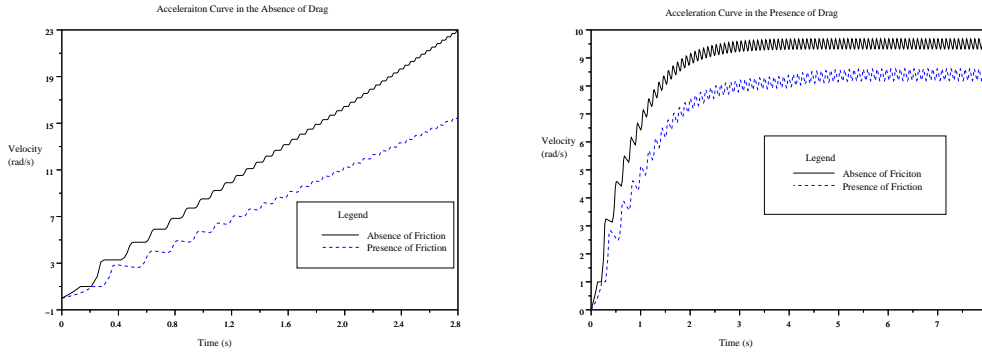 Acceleraiton Curve in the Absence of Drag
23
19
15
11
7
3
−1
Velocity
(rad/s)
0
0.4
0.8
1.2
1.6
2.0
2.4
2.8
Time (s)
Legend
Absence of Friction
Presence of Friction
Acceleration Curve in the Presence of Drag
10
9
8
7
6
5
4
3
2
1
0
Velocity
(rad/s)
0
1
2
3
4
5
6
7
Time (s)
Legend
Absence of Friciton
Presence of Friction